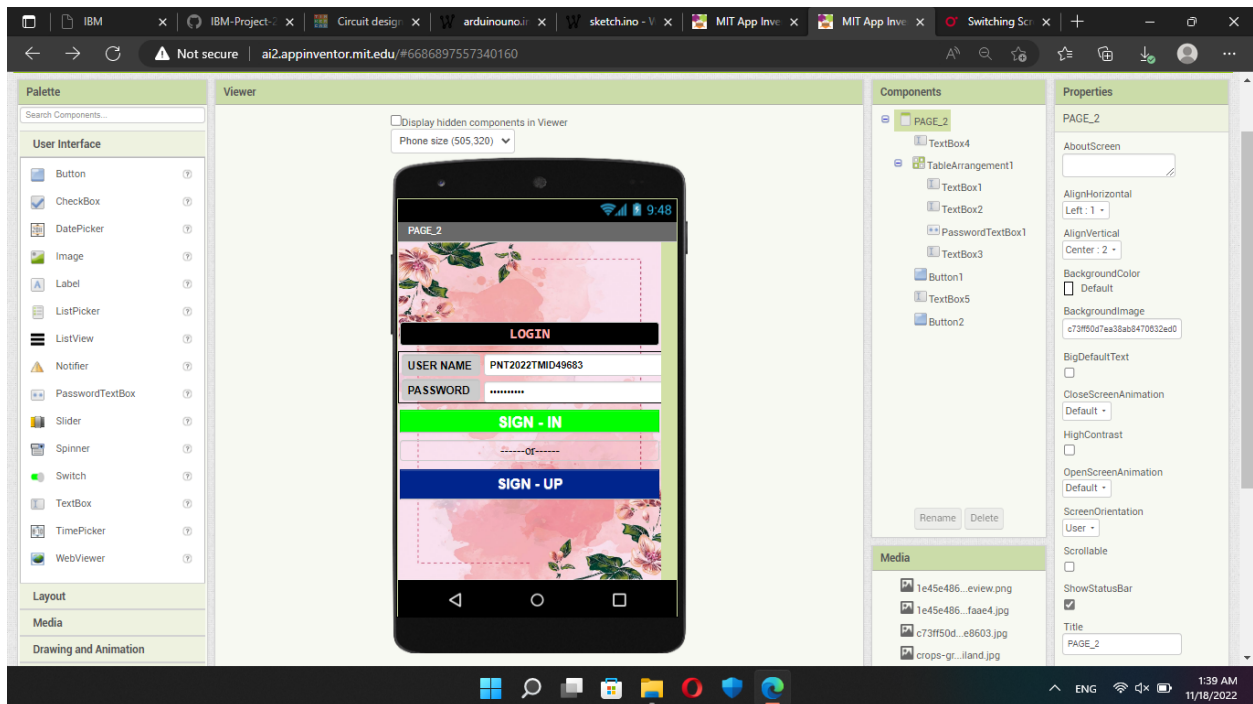 IBM
IBM-Project-2
Circuit design
arduinouno.ir
sketch.ino - W
MIT App Inve
MIT App Inve
Switching Scr
Not secure
ai2.appinventor.mit.edu/#6686897557340160
Palette
Search Components...
User Interface
Button
CheckBox
DatePicker
Image
Label
ListPicker
ListView
Notifier
PasswordTextBox
Slider
Spinner
Switch
TextBox
TimePicker
WebViewer
Layout
Media
Drawing and Animation
Viewer
Display hidden components in Viewer
Phone size (505,320)
9:48
PAGE_2
LOGIN
USER NAME PNT2022TMID49683
PASSWORD ••••••••••
SIGN - IN
------or------
SIGN - UP
Components
PAGE_2
TextBox4
TableArrangement1
TextBox1
TextBox2
PasswordTextBox1
TextBox3
Button1
TextBox5
Button2
Rename Delete
Media
1e45e486...eview.png
1e45e486...faae4.jpg
c73ff50d...e8603.jpg
crops-gr...iland.jpg
Properties
PAGE_2
AboutScreen
AlignHorizontal
Left : 1
AlignVertical
Center : 2
BackgroundColor
Default
BackgroundImage
c73ff50d7ea38ab8470632ed0
BigDefaultText
CloseScreenAnimation
Default
HighContrast
OpenScreenAnimation
Default
ScreenOrientation
User
Scrollable
ShowStatusBar
Title
PAGE_2
ENG
1:39 AM
11/18/2022